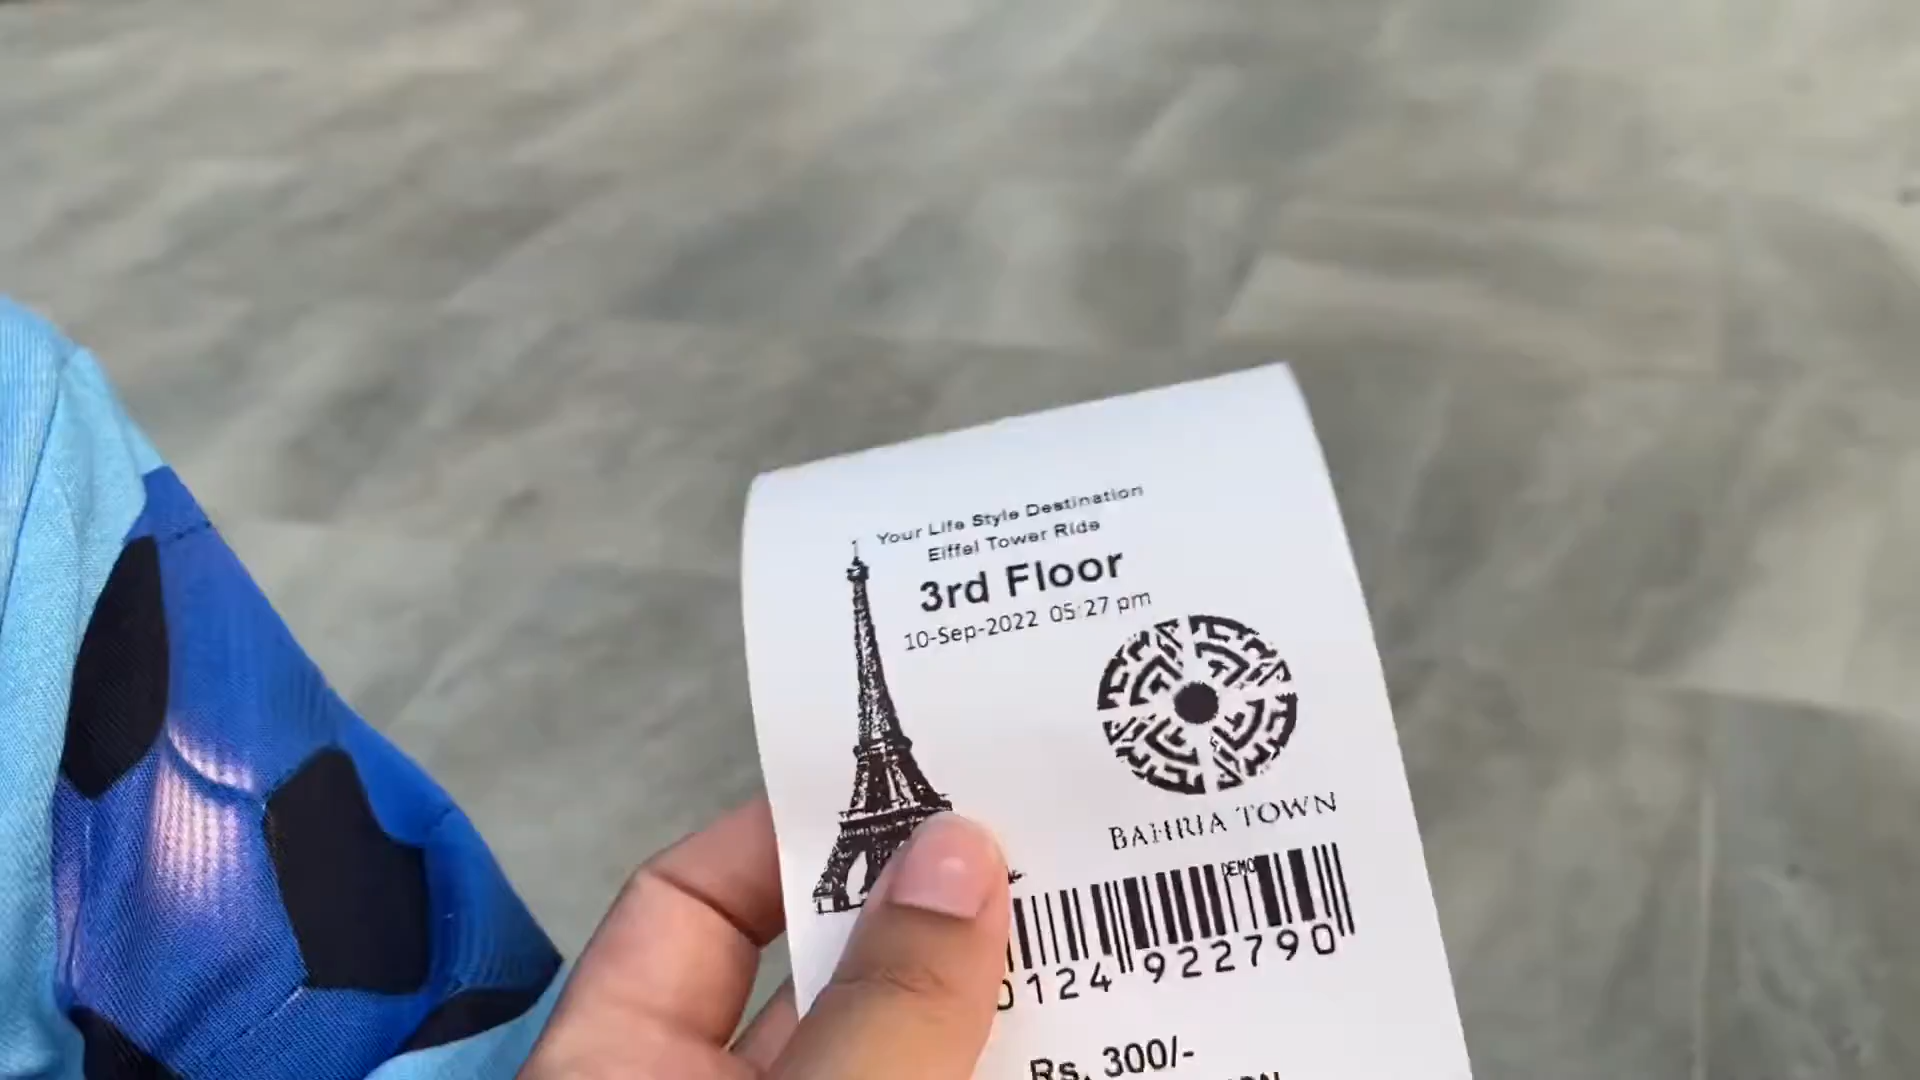 Your Life Style Destination
Eiffel Tower Ride
3rd Floor
10-Sep-2022 05:27 pm
BAHRIA TOWN
DEMO
0124 922790
Rs. 300/-